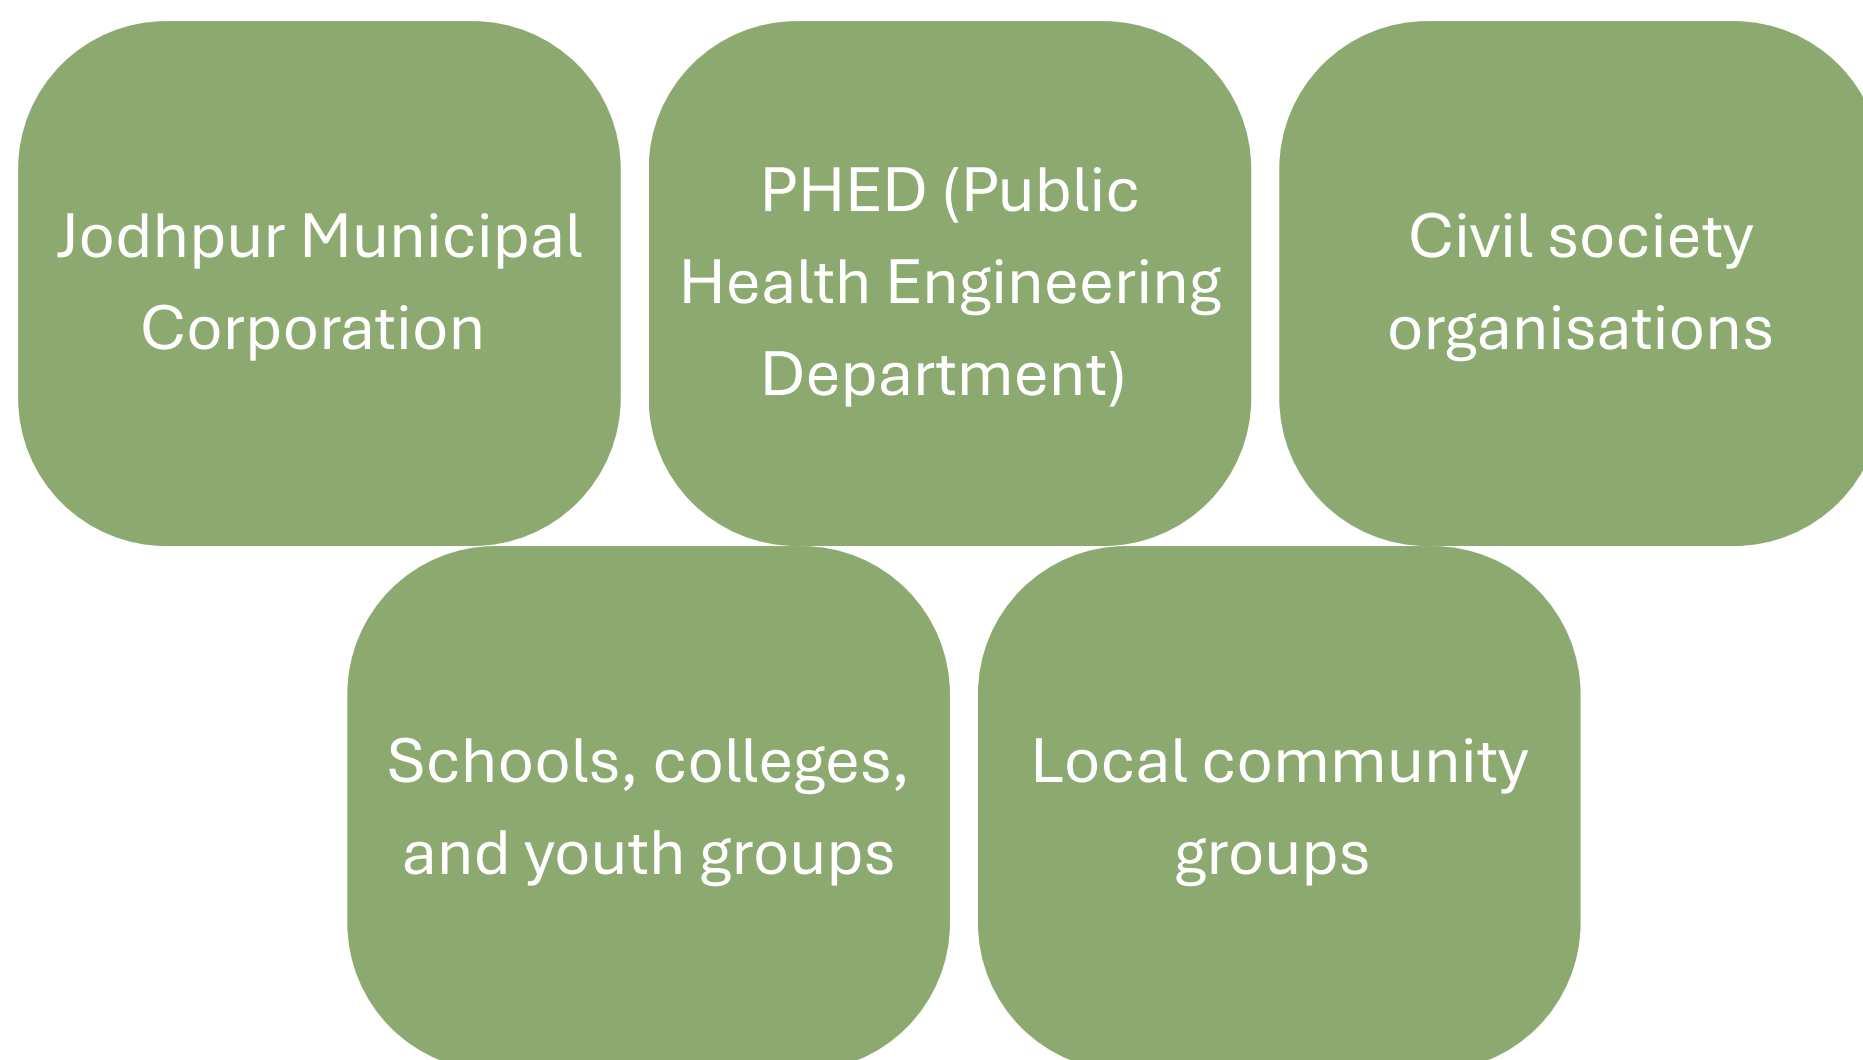 Jodhpur Municipal
Corporation
PHED (Public
Health Engineering
Department)
Civil society
organisations
Schools, colleges,
and youth groups
Local community
groups